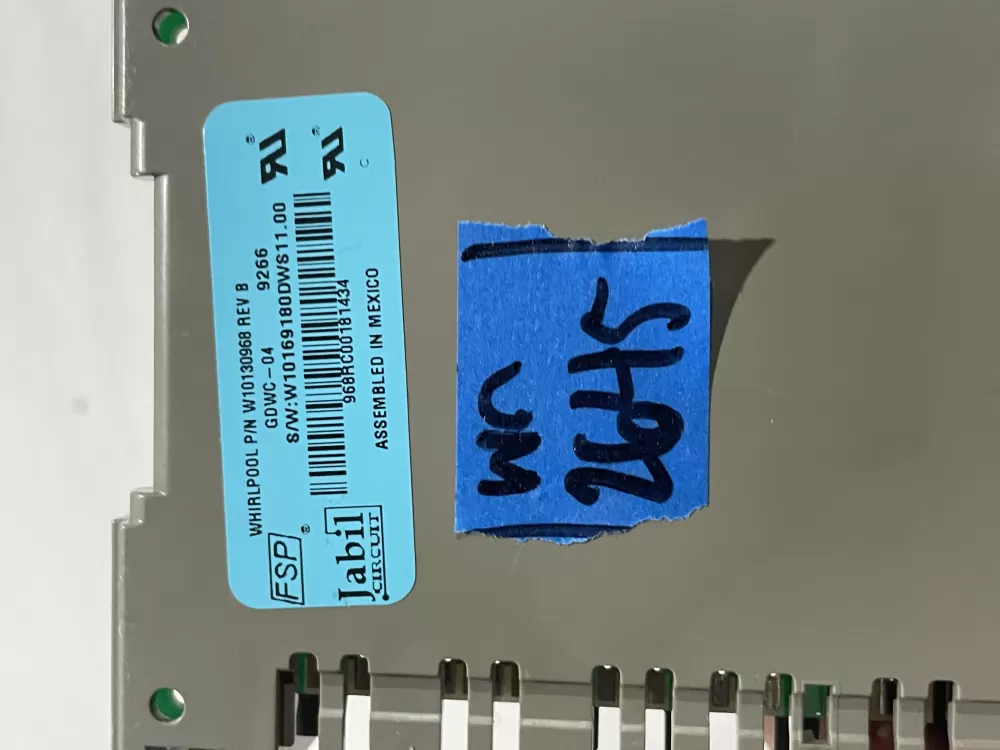 WHIRLPOOL P/N W10130968 REV B
GDWC-04 9266
S/W:W10169180DWS11.00
968RC00181434
ASSEMBLED IN MEXICO
FSP®
Jabil
CIRCUIT
C
WC
2645